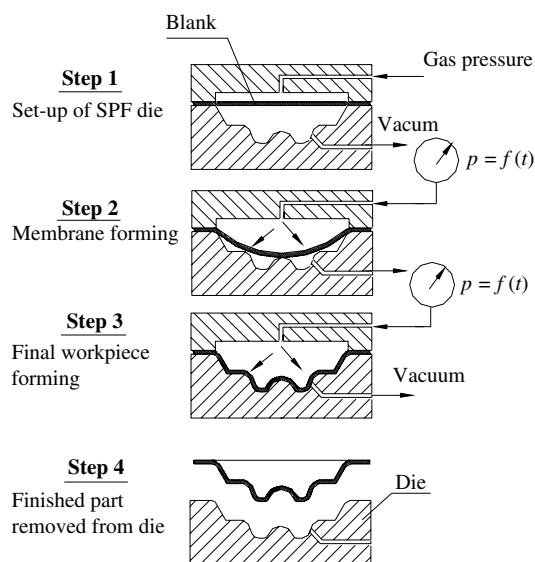 Blank
Gas pressure
Step 1
Set-up of SPF die
Vacum
p = f(t)
Step 2
Membrane forming
p = f(t)
Step 3
Final workpiece
forming
Vacuum
Step 4
Die
Finished part
removed from die